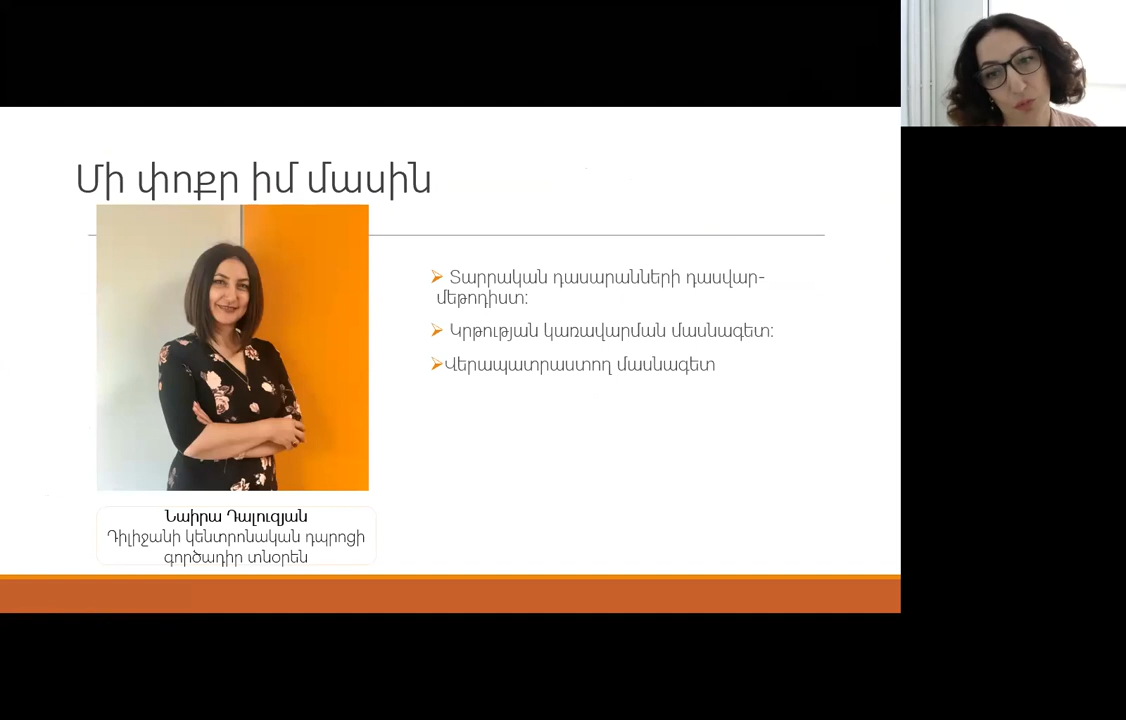 Մի փոքր իմ մասին
Տարրական դասարանների դասվար-
մեթոդիստ:
Կրթության կառավարման մասնագետ:
Վերապատրաստող մասնագետ
Նաիրա Դալուզյան
Դիլիջանի կենտրոնական դպրոցի
գործադիր տնօրեն